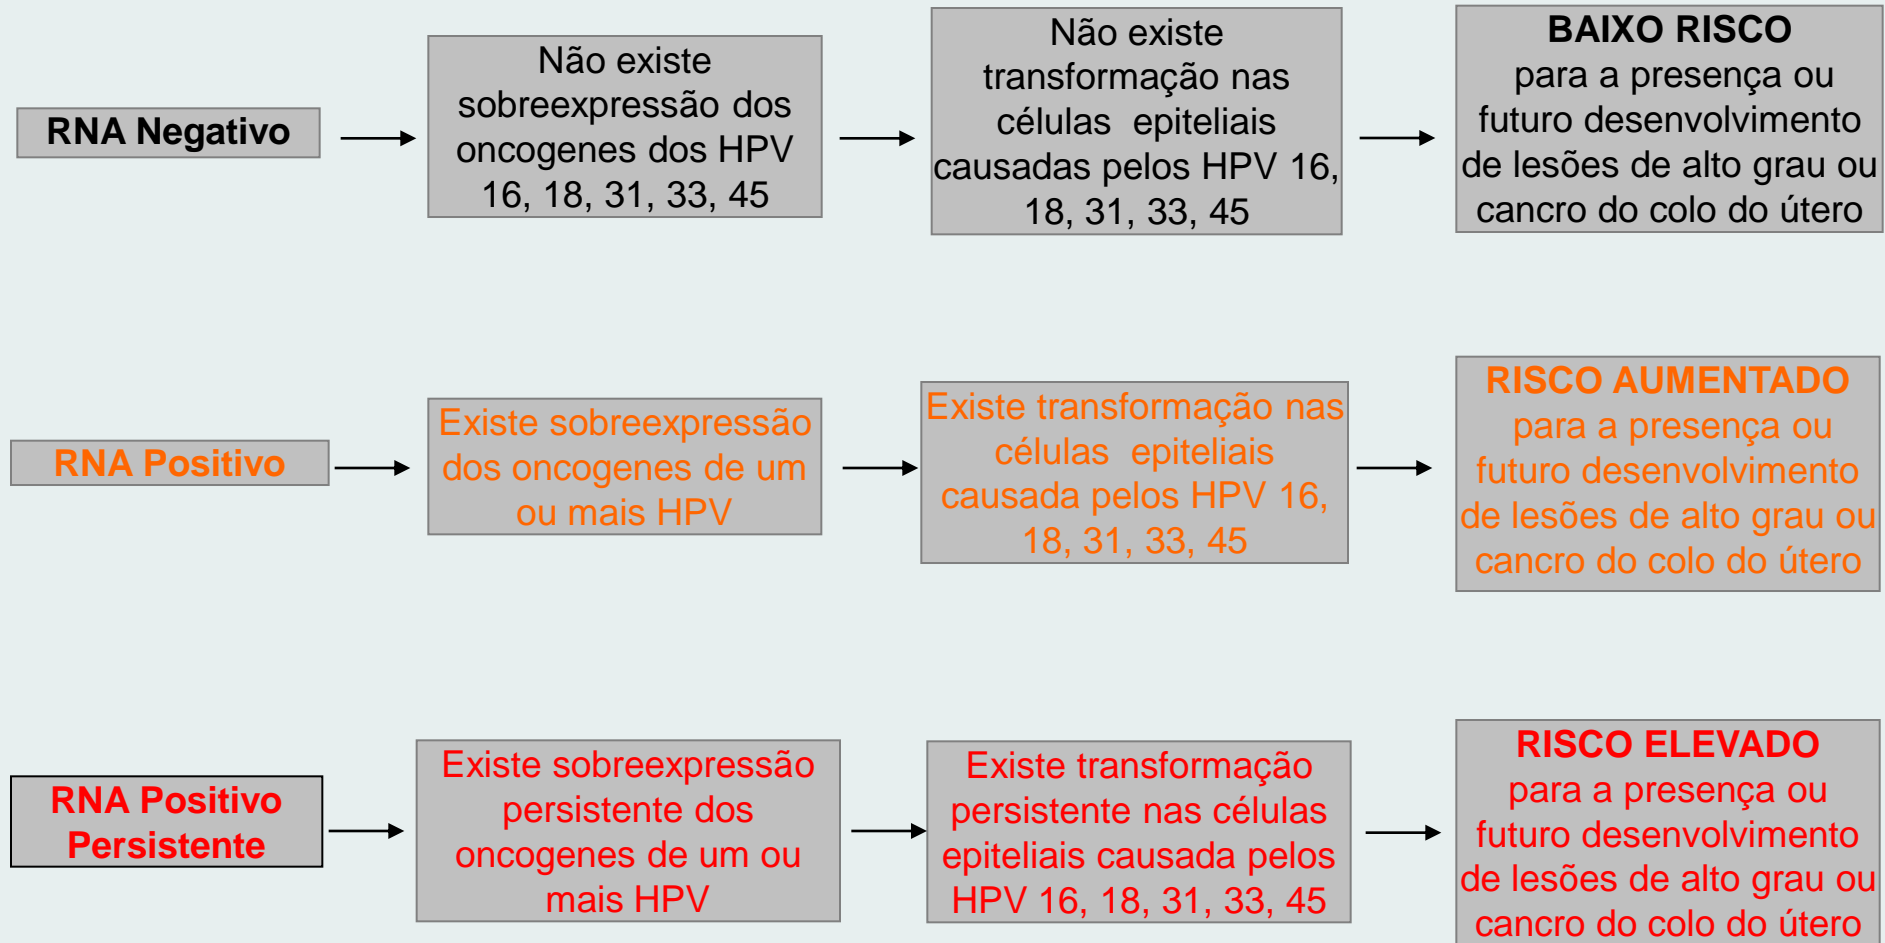 RNA Negativo
Não existe
sobreexpressão dos
oncogenes dos HPV
16, 18, 31, 33, 45
Não existe
transformação nas
células epiteliais
causadas pelos HPV 16,
18, 31, 33, 45
BAIXO RISCO
para a presença ou
futuro desenvolvimento
de lesões de alto grau ou
cancro do colo do útero
RNA Positivo
Existe sobreexpressão
dos oncogenes de um
ou mais HPV
Existe transformação nas
células epiteliais
causada pelos HPV 16,
18, 31, 33, 45
RISCO AUMENTADO
para a presença ou
futuro desenvolvimento
de lesões de alto grau ou
cancro do colo do útero
RNA Positivo
Persistente
Existe sobreexpressão
persistente dos
oncogenes de um ou
mais HPV
Existe transformação
persistente nas células
epiteliais causada pelos
HPV 16, 18, 31, 33, 45
RISCO ELEVADO
para a presença ou
futuro desenvolvimento
de lesões de alto grau ou
cancro do colo do útero